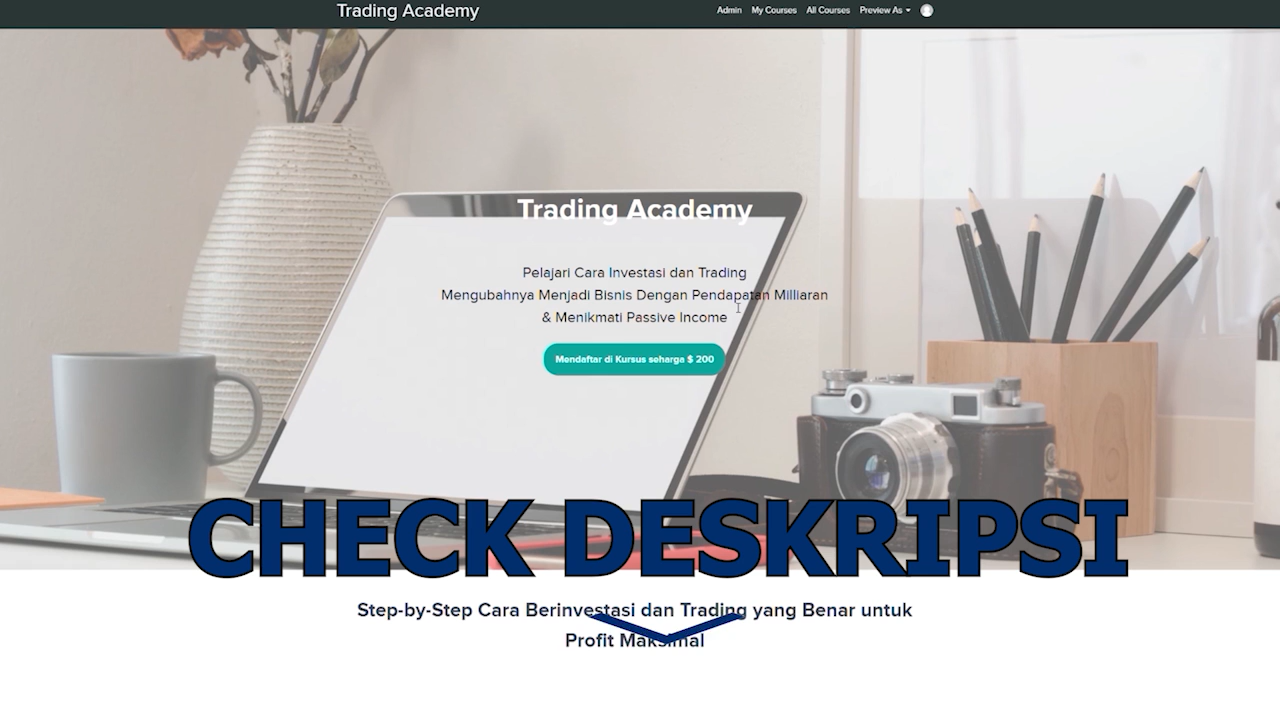 Trading Academy
Admin My Courses All Courses Preview As
Trading Academy
Pelajari Cara Investasi dan Trading
Mengubahnya Menjadi Bisnis Dengan Pendapatan Milliaran
& Menikmati Passive Income
Mendaftar di Kursus seharga $ 200
CHECK DESKRIPSI
Step-by-Step Cara Berinvestasi dan Trading yang Benar untuk
Profit Maksimal